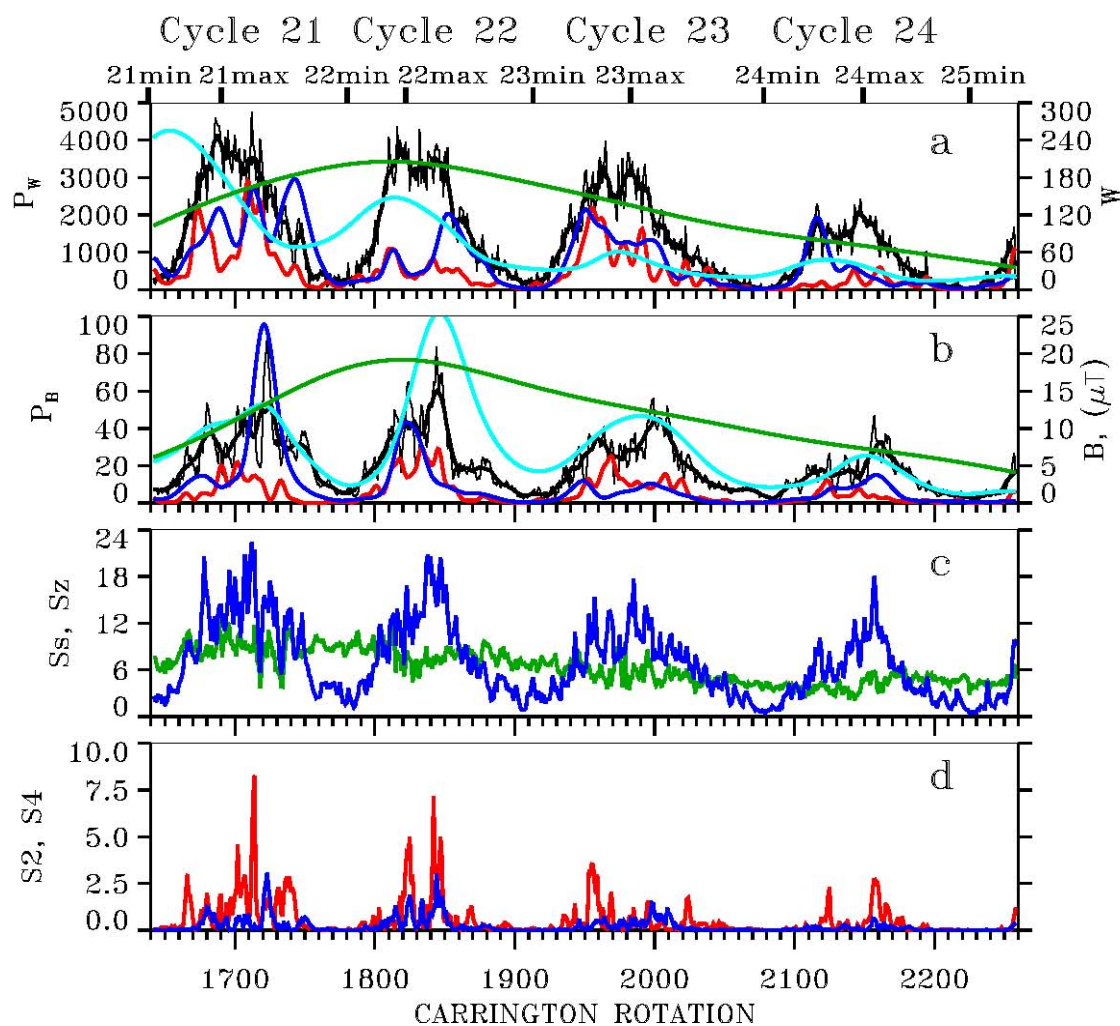 Cycle 21 Cycle 22 Cycle 23 Cycle 24
21min 21max 22min 22max 23min 23max 24min 24max 25min
5000 4000 3000 2000 1000 0
P_W
a
300 240 180 120 60 0
W
100 80 60 40 20 0
P_B
b
25 20 15 10 5 0
B, (μT)
24 18 12 6 0
Ss, Sz
c
10.0 7.5 5.0 2.5 0.0
S2, S4
d
1700 1800 1900 2000 2100 2200
CARRINGTON ROTATION